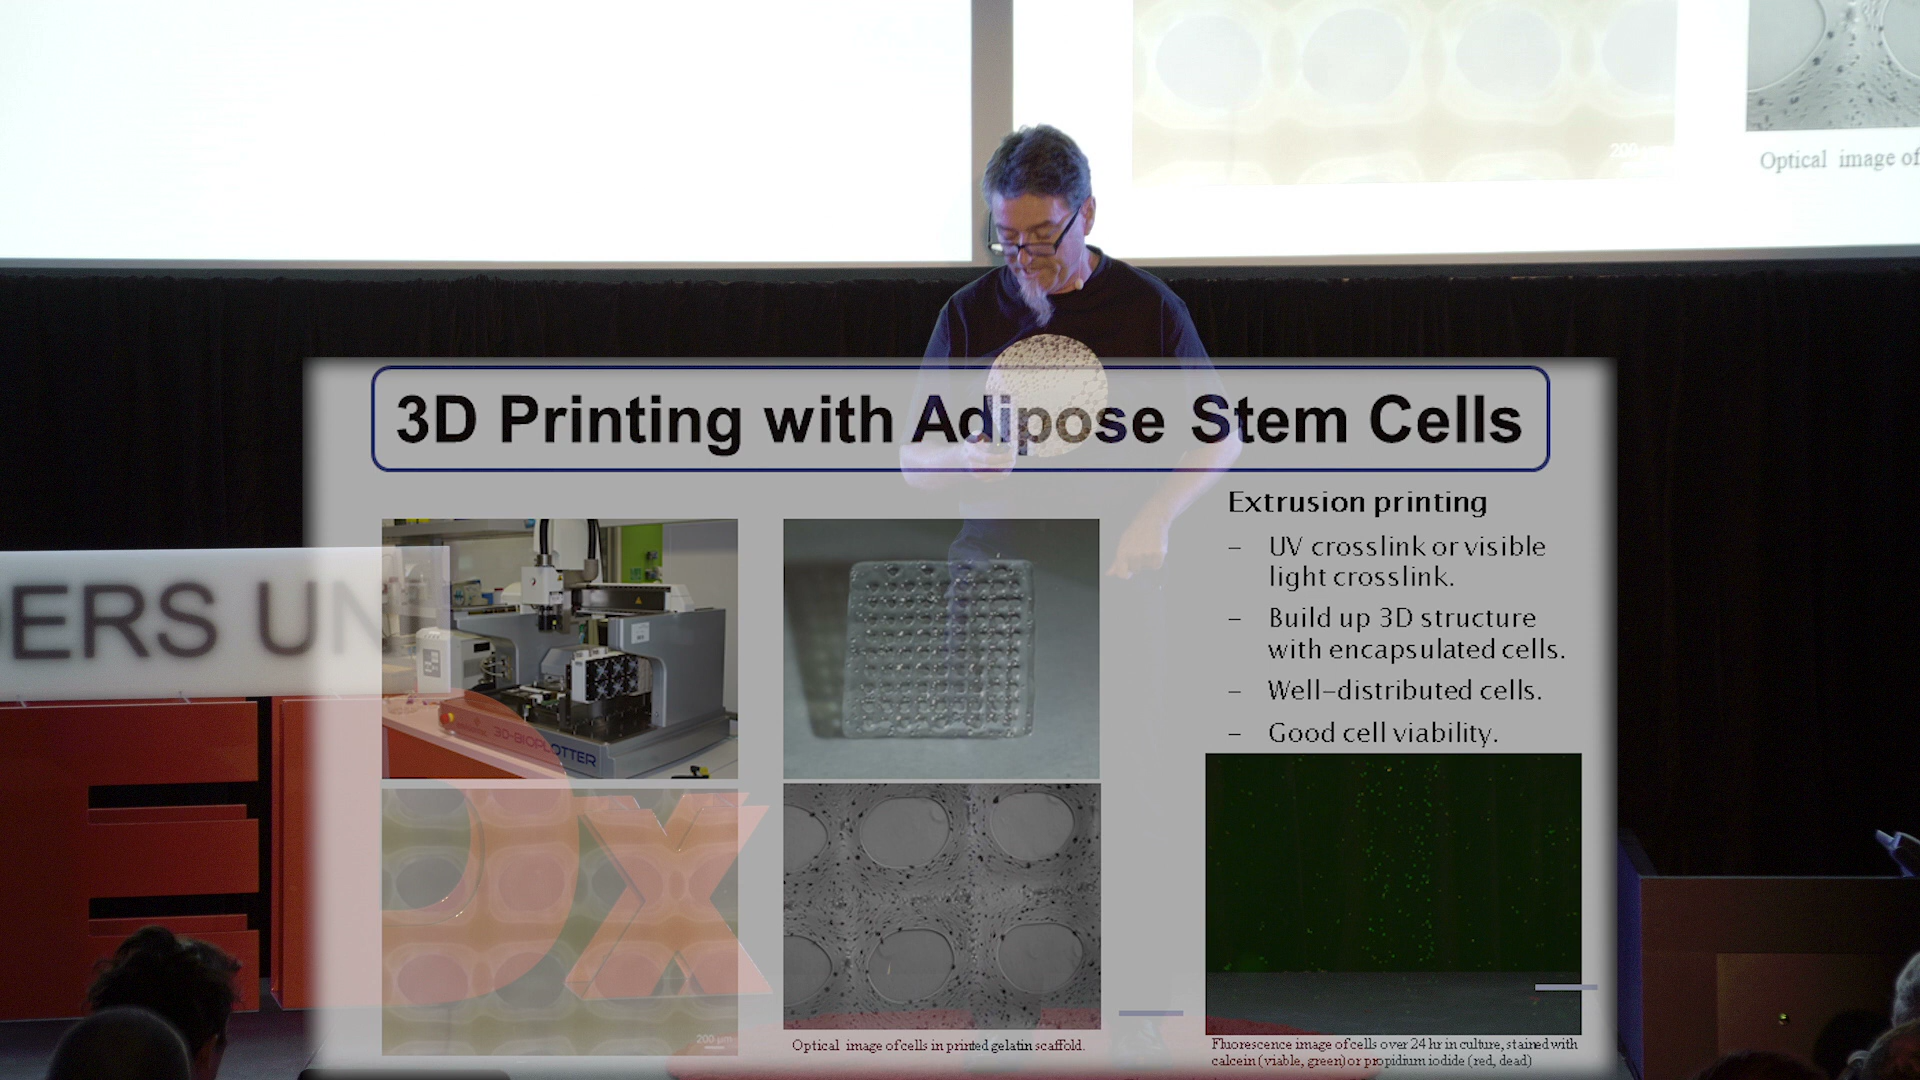 200
Optical image of
3D Printing with Adipose Stem Cells
Extrusion printing
– UV crosslink or visible
light crosslink.
– Build up 3D structure
with encapsulated cells.
– Well-distributed cells.
– Good cell viability.
DERS UN
3D-BIOPLOTTER
Dx
200 µm
Optical image of cells in printed gelatin scaffold.
Fluorescence image of cells over 24 hr in culture, stained with
calcein (viable, green) or propidium iodide (red, dead)